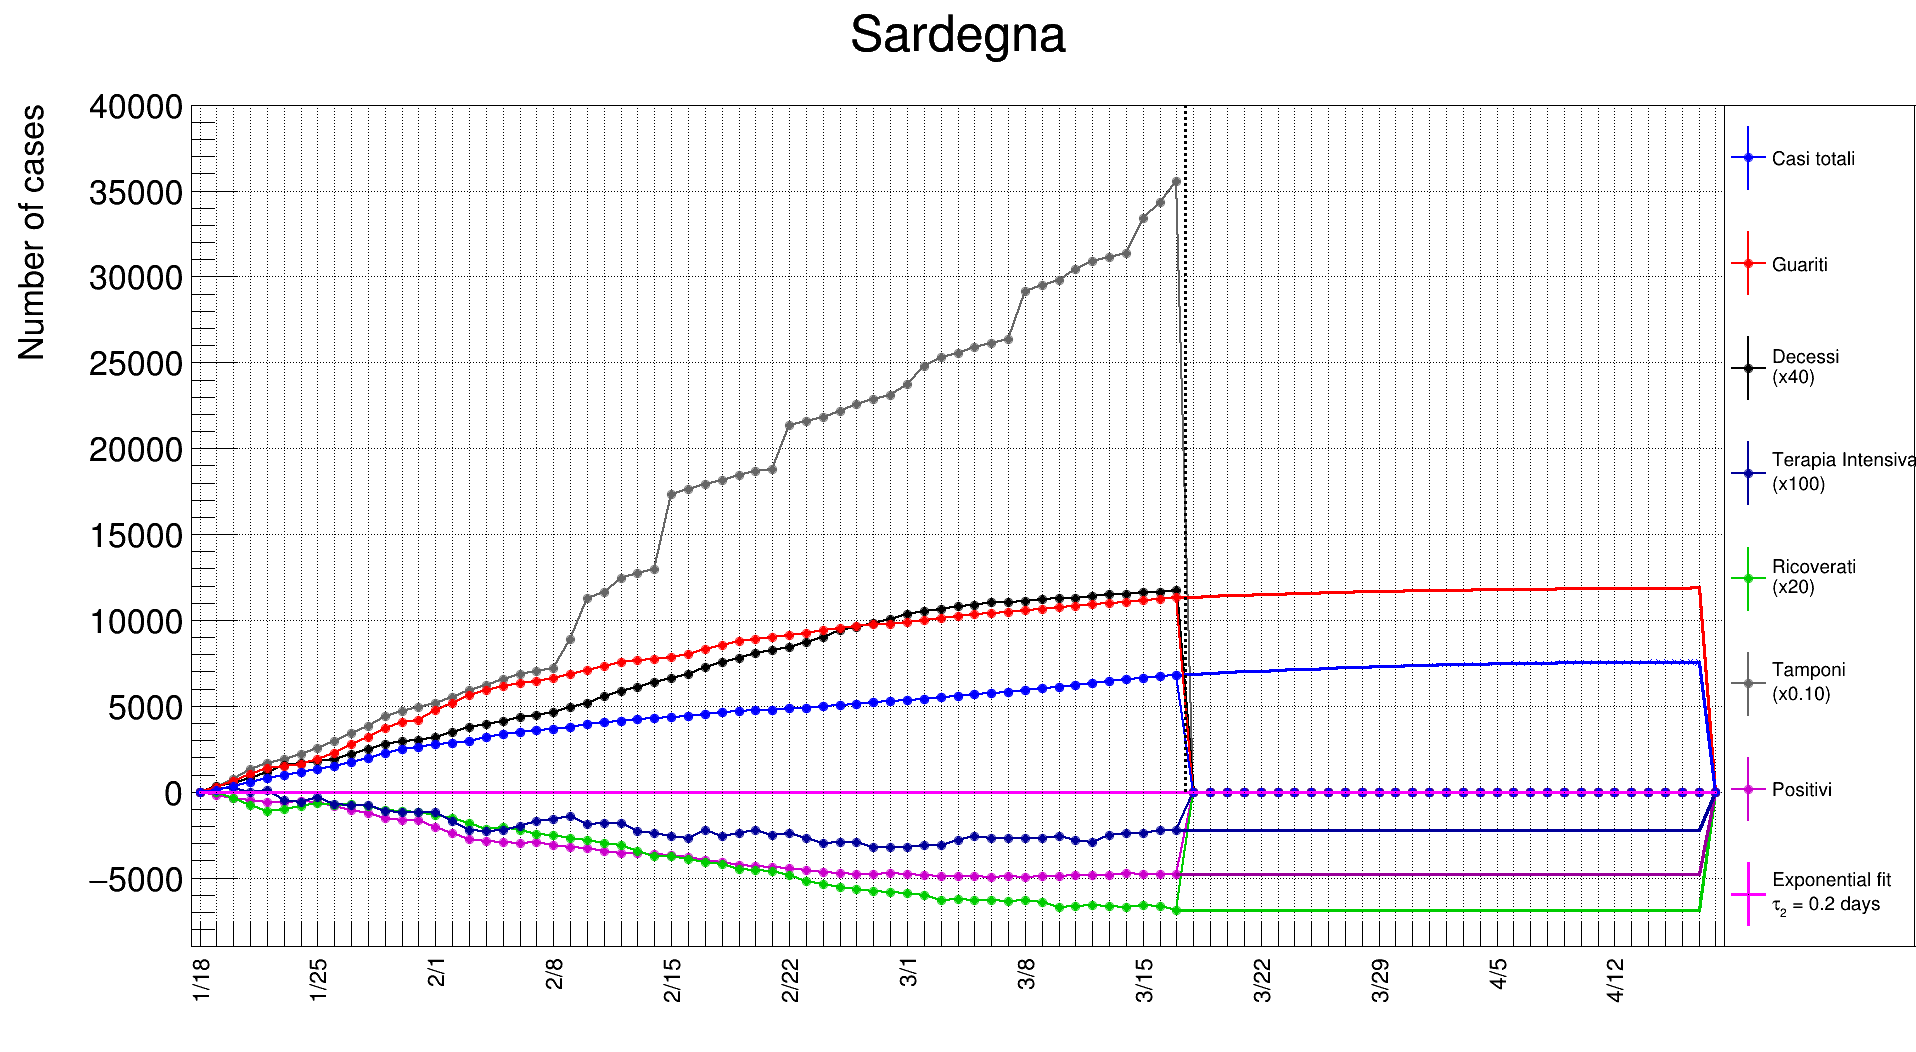 Sardegna
Number of cases
40000
35000
30000
25000
20000
15000
10000
5000
0
−5000
1/18
1/25
2/1
2/8
2/15
2/22
3/1
3/8
3/15
3/22
3/29
4/5
4/12
Casi totali
Guariti
Decessi
(x40)
Terapia Intensiva
(x100)
Ricoverati
(x20)
Tamponi
(x0.10)
Positivi
Exponential fit
τ2 = 0.2 days